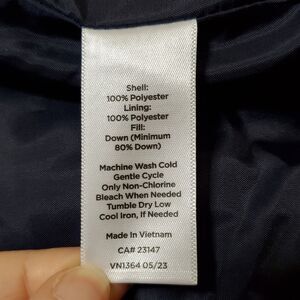 Shell:
100% Polyester
Lining:
100% Polyester
Fill:
Down (Minimum
80% Down)
Machine Wash Cold
Gentle Cycle
Only Non-Chlorine
Bleach When Needed
Tumble Dry Low
Cool Iron, If Needed
Made In Vietnam
CA# 23147
VN1364 05/23